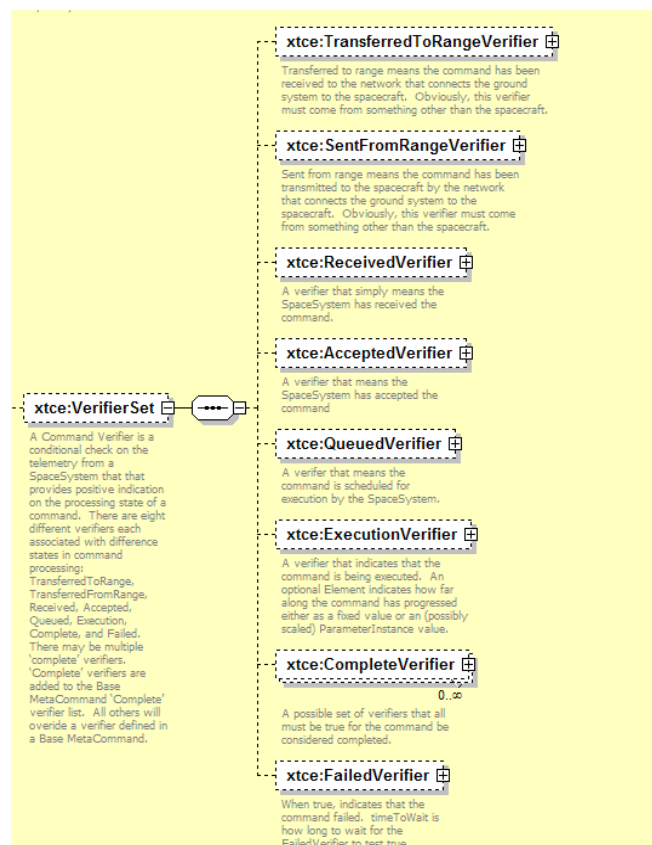 xtce:TransferredToRangeVerifier
Transferred to range means the command has been
received to the network that connects the ground
system to the spacecraft. Obviously, this verifier
must come from something other than the spacecraft.
xtce:SentFromRangeVerifier
Sent from range means the command has been
transmitted to the spacecraft by the network
that connects the ground system to the
spacecraft. Obviously, this verifier must come
from something other than the spacecraft.
xtce:ReceivedVerifier
A verifier that simply means the
SpaceSystem has received the
command.
xtce:AcceptedVerifier
A verifier that means the
SpaceSystem has accepted the
command
xtce:VerifierSet
A Command Verifier is a
conditional check on the
telemetry from a
SpaceSystem that that
provides positive indication
on the processing state of a
command. There are eight
different verifiers each
associated with difference
states in command
processing:
TransferredToRange,
TransferredFromRange,
Received, Accepted,
Queued, Execution,
Complete, and Failed.
There may be multiple
'complete' verifiers.
'Complete' verifiers are
added to the Base
MetaCommand 'Complete'
verifier list. All others will
overide a verifier defined in
a Base MetaCommand.
xtce:QueuedVerifier
A verifer that means the
command is scheduled for
execution by the SpaceSystem.
xtce:ExecutionVerifier
A verifier that indicates that the
command is being executed. An
optional Element indicates how far
along the command has progressed
either as a fixed value or an (possibly
scaled) ParameterInstance value.
xtce:CompleteVerifier
0..∞
A possible set of verifiers that all
must be true for the command be
considered completed.
xtce:FailedVerifier
When true, indicates that the
command failed. timeToWait is
how long to wait for the
FailedVerifier to test true.